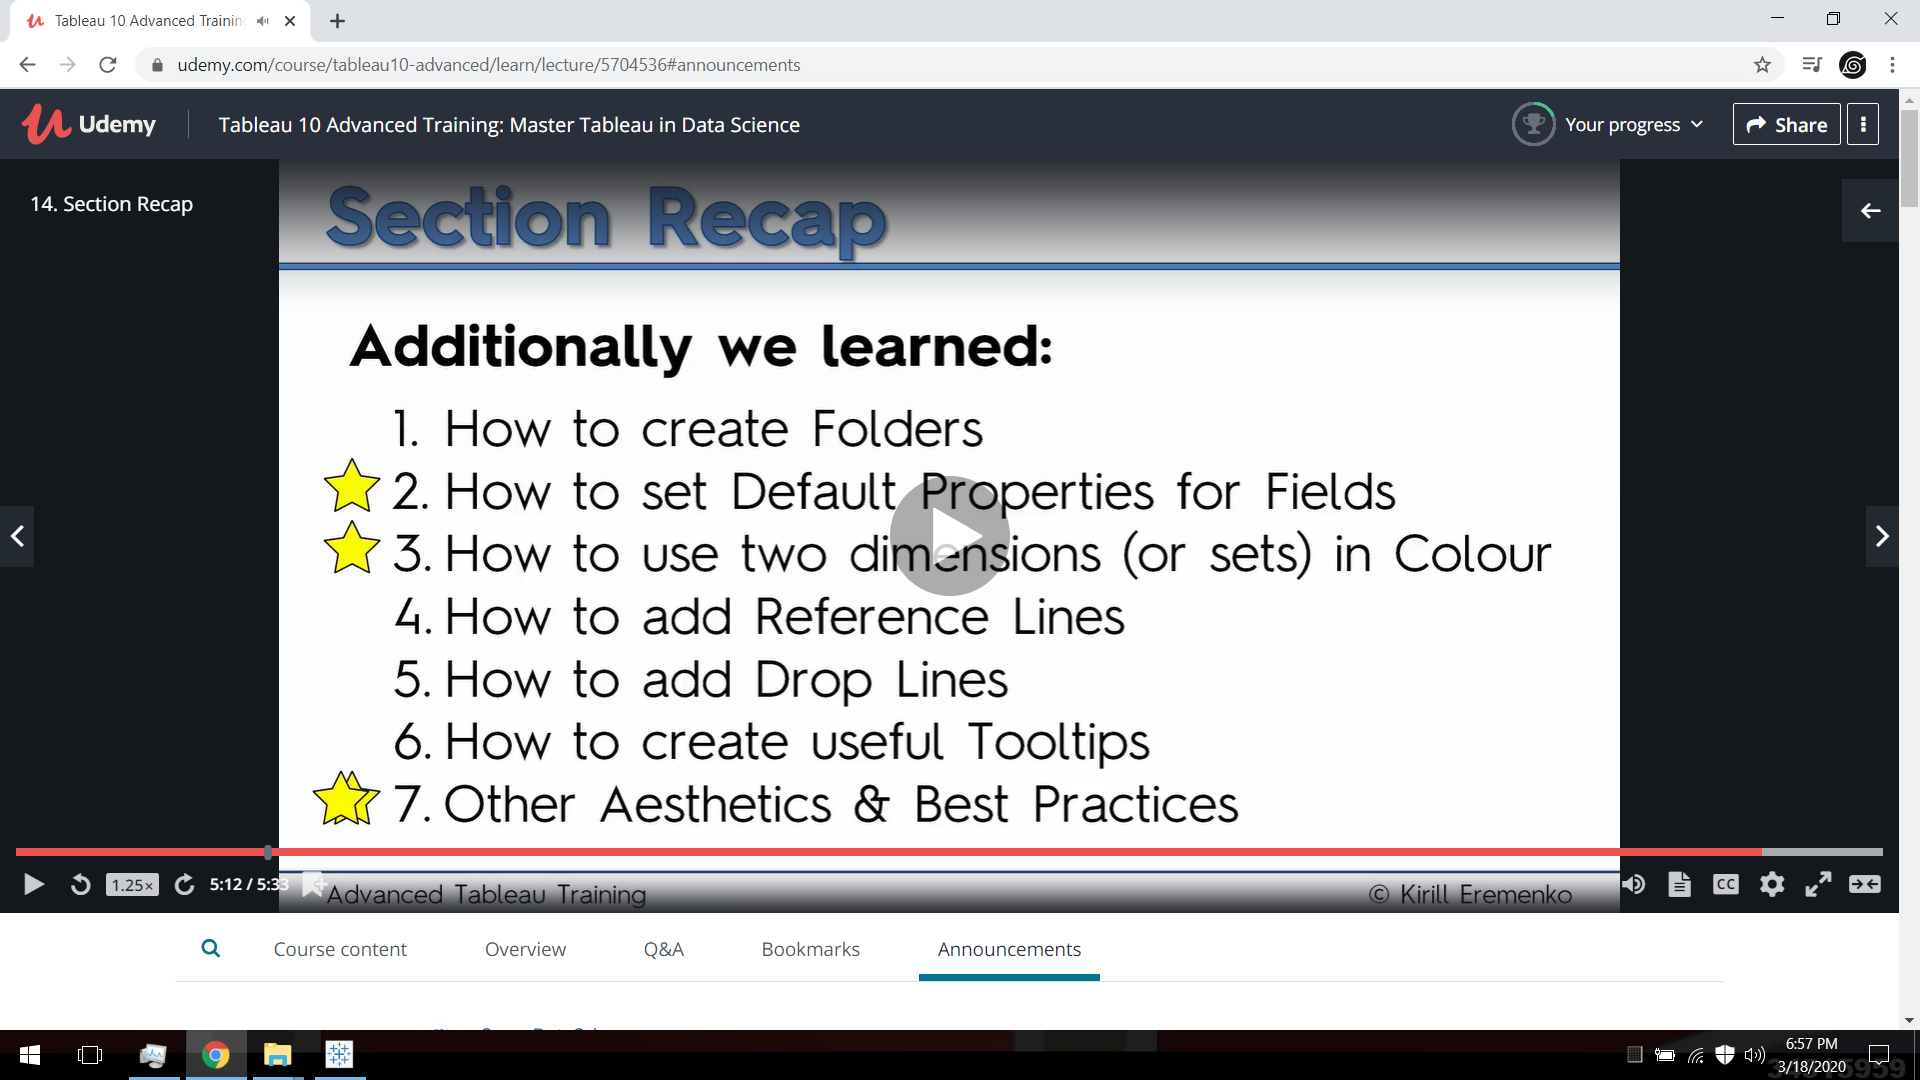 Tableau 10 Advanced Trainin
udemy.com/course/tableau10-advanced/learn/lecture/5704536#announcements
Udemy
Tableau 10 Advanced Training: Master Tableau in Data Science
Your progress
Share
14. Section Recap
Section Recap
Additionally we learned:
1. How to create Folders
2. How to set Default Properties for Fields
3. How to use two dimensions (or sets) in Colour
4. How to add Reference Lines
5. How to add Drop Lines
6. How to create useful Tooltips
7. Other Aesthetics & Best Practices
1.25×
5:12 / 5:33
CC
Advanced Tableau Training
© Kirill Eremenko
Course content
Overview
Q&A
Bookmarks
Announcements
6:57 PM
3/18/2020